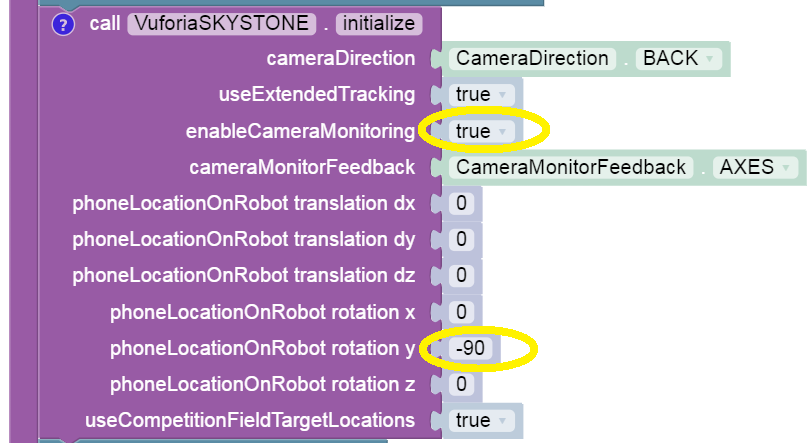 ? call VuforiaSKYSTONE . initialize
cameraDirection CameraDirection . BACK
useExtendedTracking true
enableCameraMonitoring true
cameraMonitorFeedback CameraMonitorFeedback . AXES
phoneLocationOnRobot translation dx 0
phoneLocationOnRobot translation dy 0
phoneLocationOnRobot translation dz 0
phoneLocationOnRobot rotation x 0
phoneLocationOnRobot rotation y -90
phoneLocationOnRobot rotation z 0
useCompetitionFieldTargetLocations true